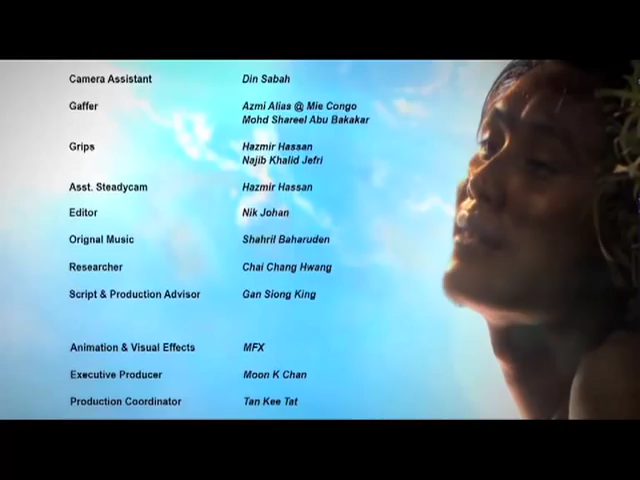 Camera Assistant Din Sabah
Gaffer Azmi Alias @ Mie Congo
Mohd Shareel Abu Bakakar
Grips Hazmir Hassan
Najib Khalid Jefri
Asst. Steadycam Hazmir Hassan
Editor Nik Johan
Orignal Music Shahril Baharuden
Researcher Chai Chang Hwang
Script & Production Advisor Gan Siong King
Animation & Visual Effects MFX
Executive Producer Moon K Chan
Production Coordinator Tan Kee Tat